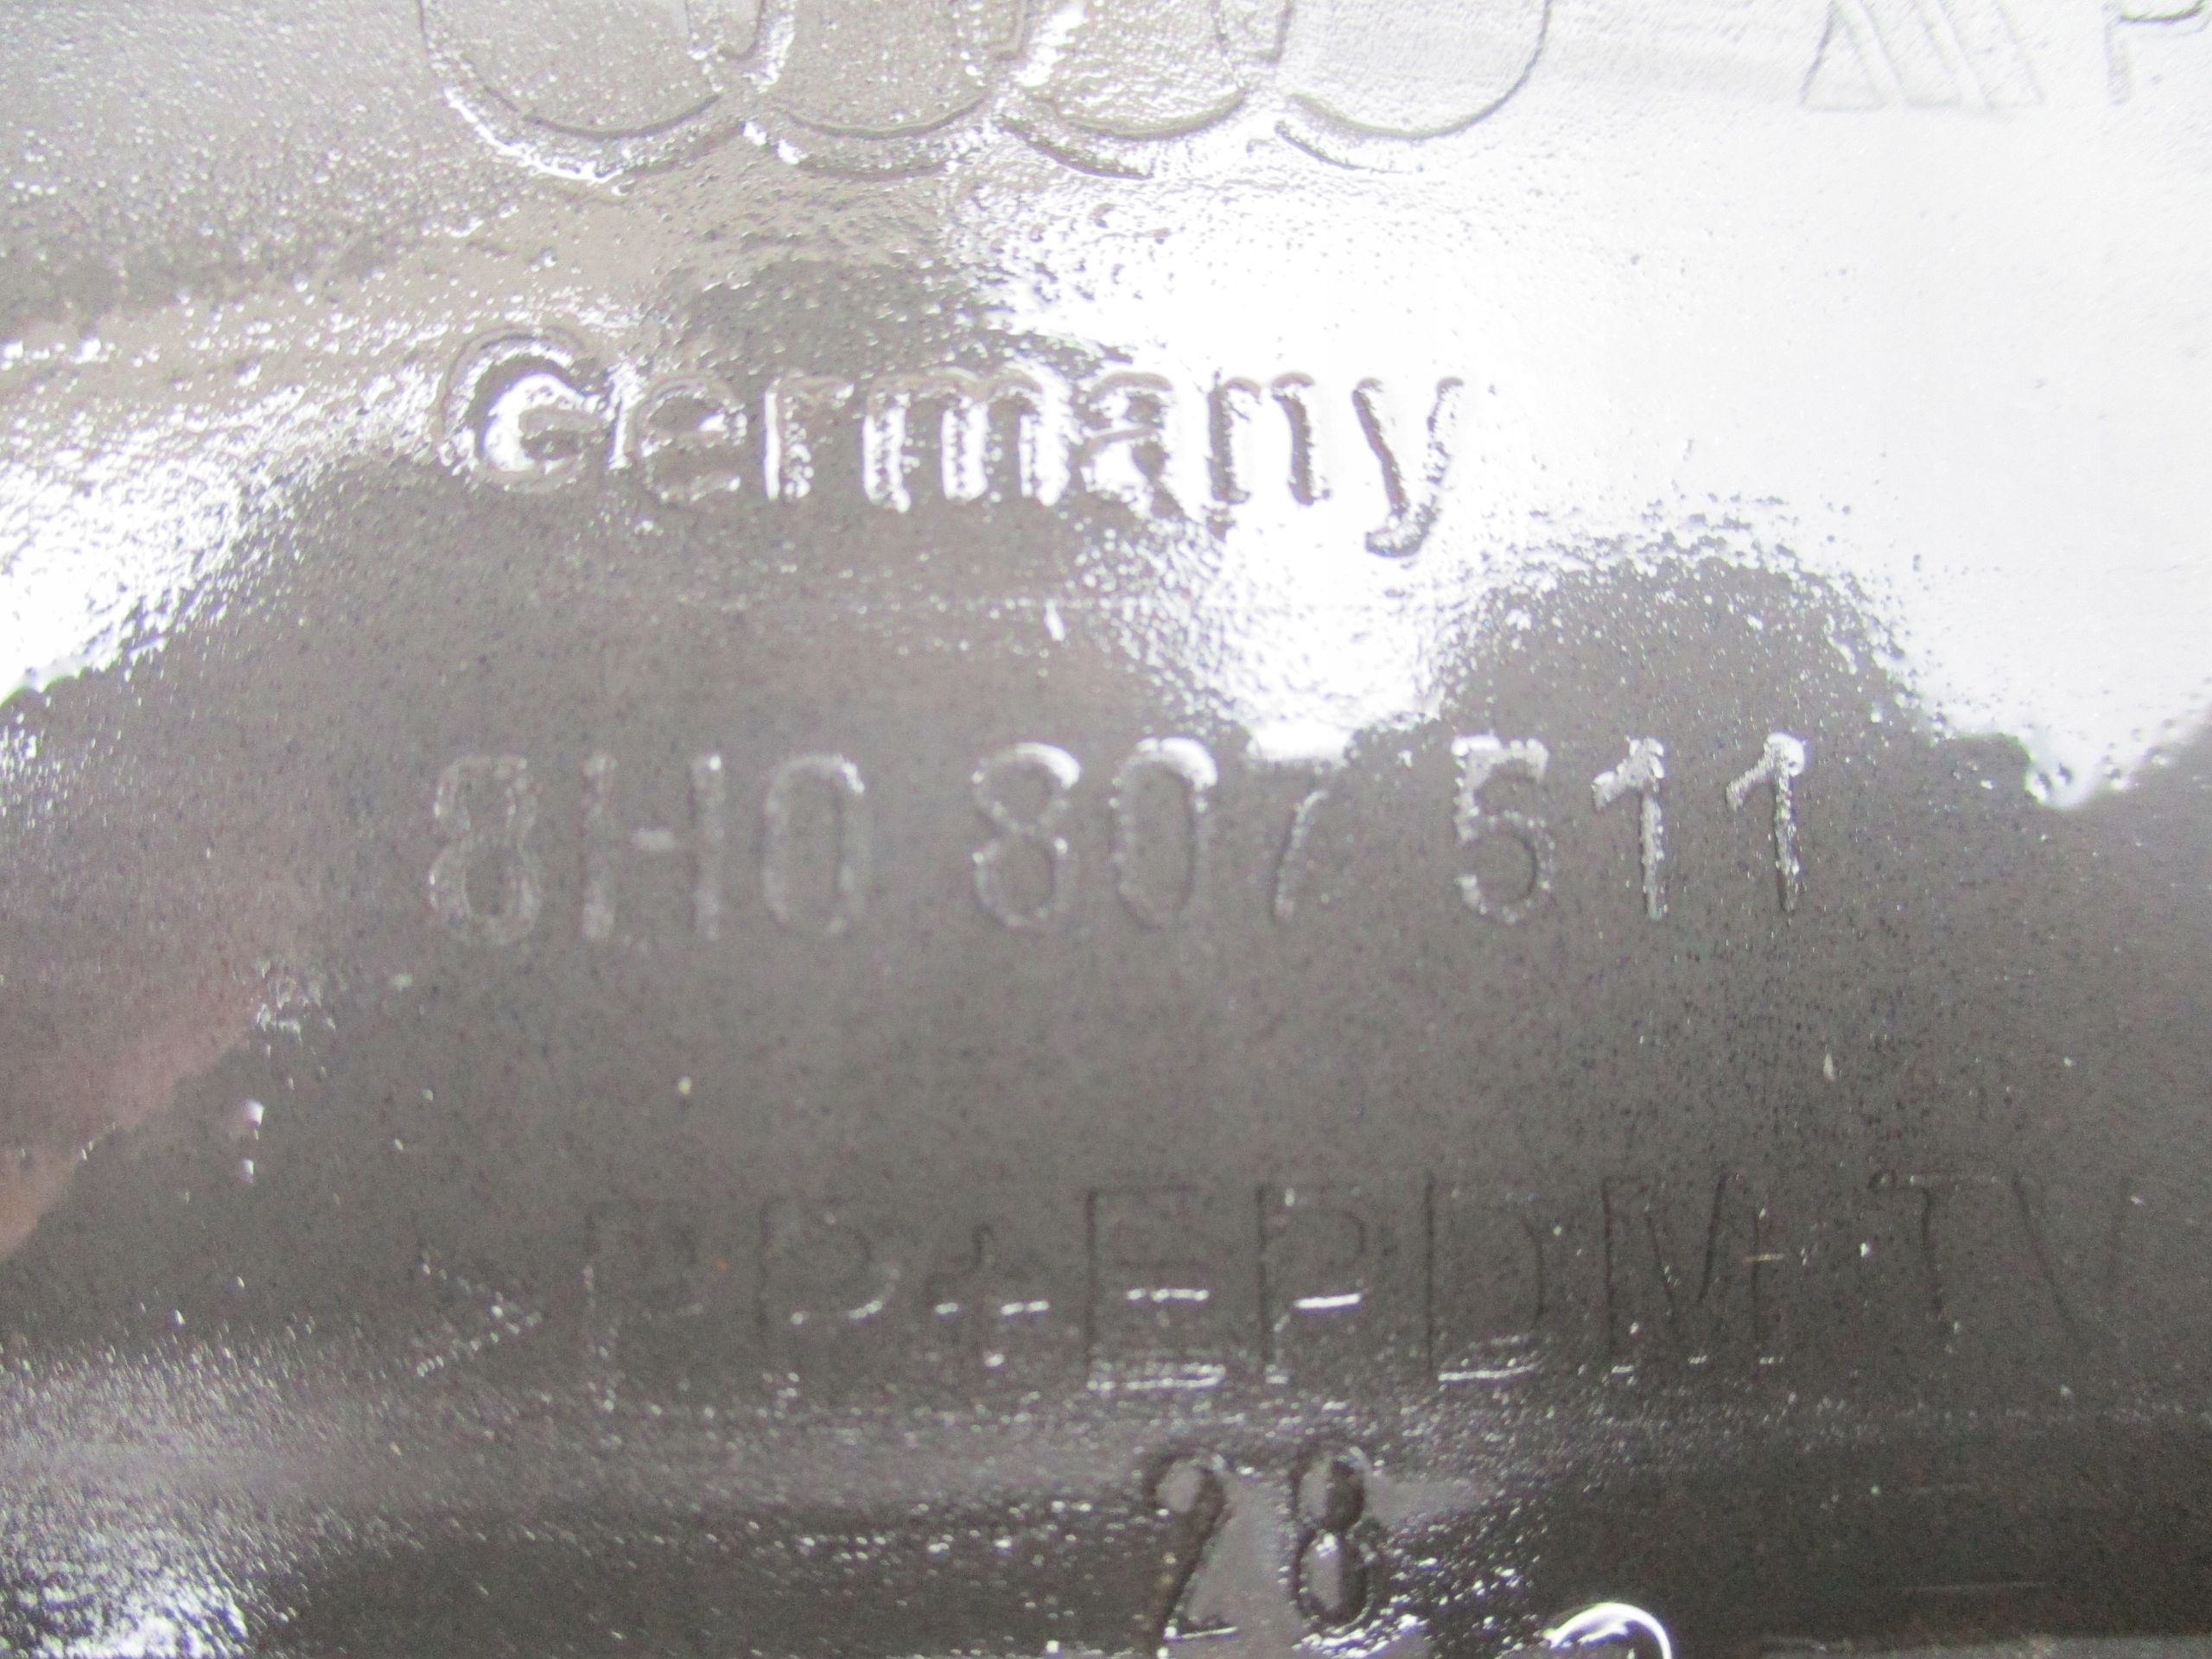 Germany
8H0 807 511
>PP+EPDM-TV
28